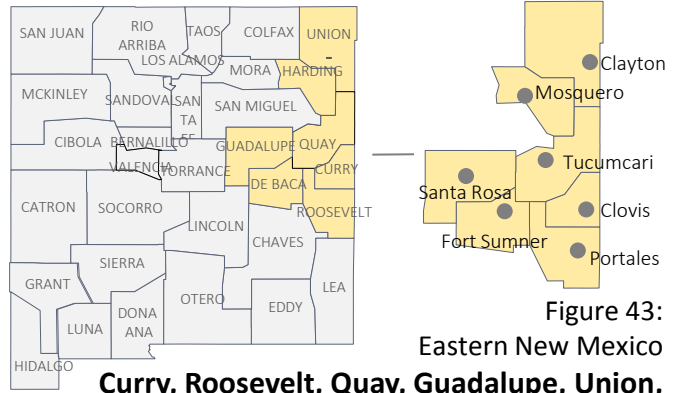 SAN JUAN
RIO
ARRIBA
TAOS
COLFAX
UNION
LOS ALAMOS
MORA
HARDING
MCKINLEY
SANDOVAL
SAN
TA
FE
SAN MIGUEL
CIBOLA
BERNALILLO
GUADALUPE
QUAY
VALENCIA
TORRANCE
CURRY
DE BACA
CATRON
SOCORRO
ROOSEVELT
LINCOLN
CHAVES
SIERRA
GRANT
OTERO
LEA
EDDY
LUNA
DONA
ANA
HIDALGO
Clayton
Mosquero
Tucumcari
Santa Rosa
Clovis
Fort Sumner
Portales
Figure 43:
Eastern New Mexico
Curry, Roosevelt, Quay, Guadalupe, Union,